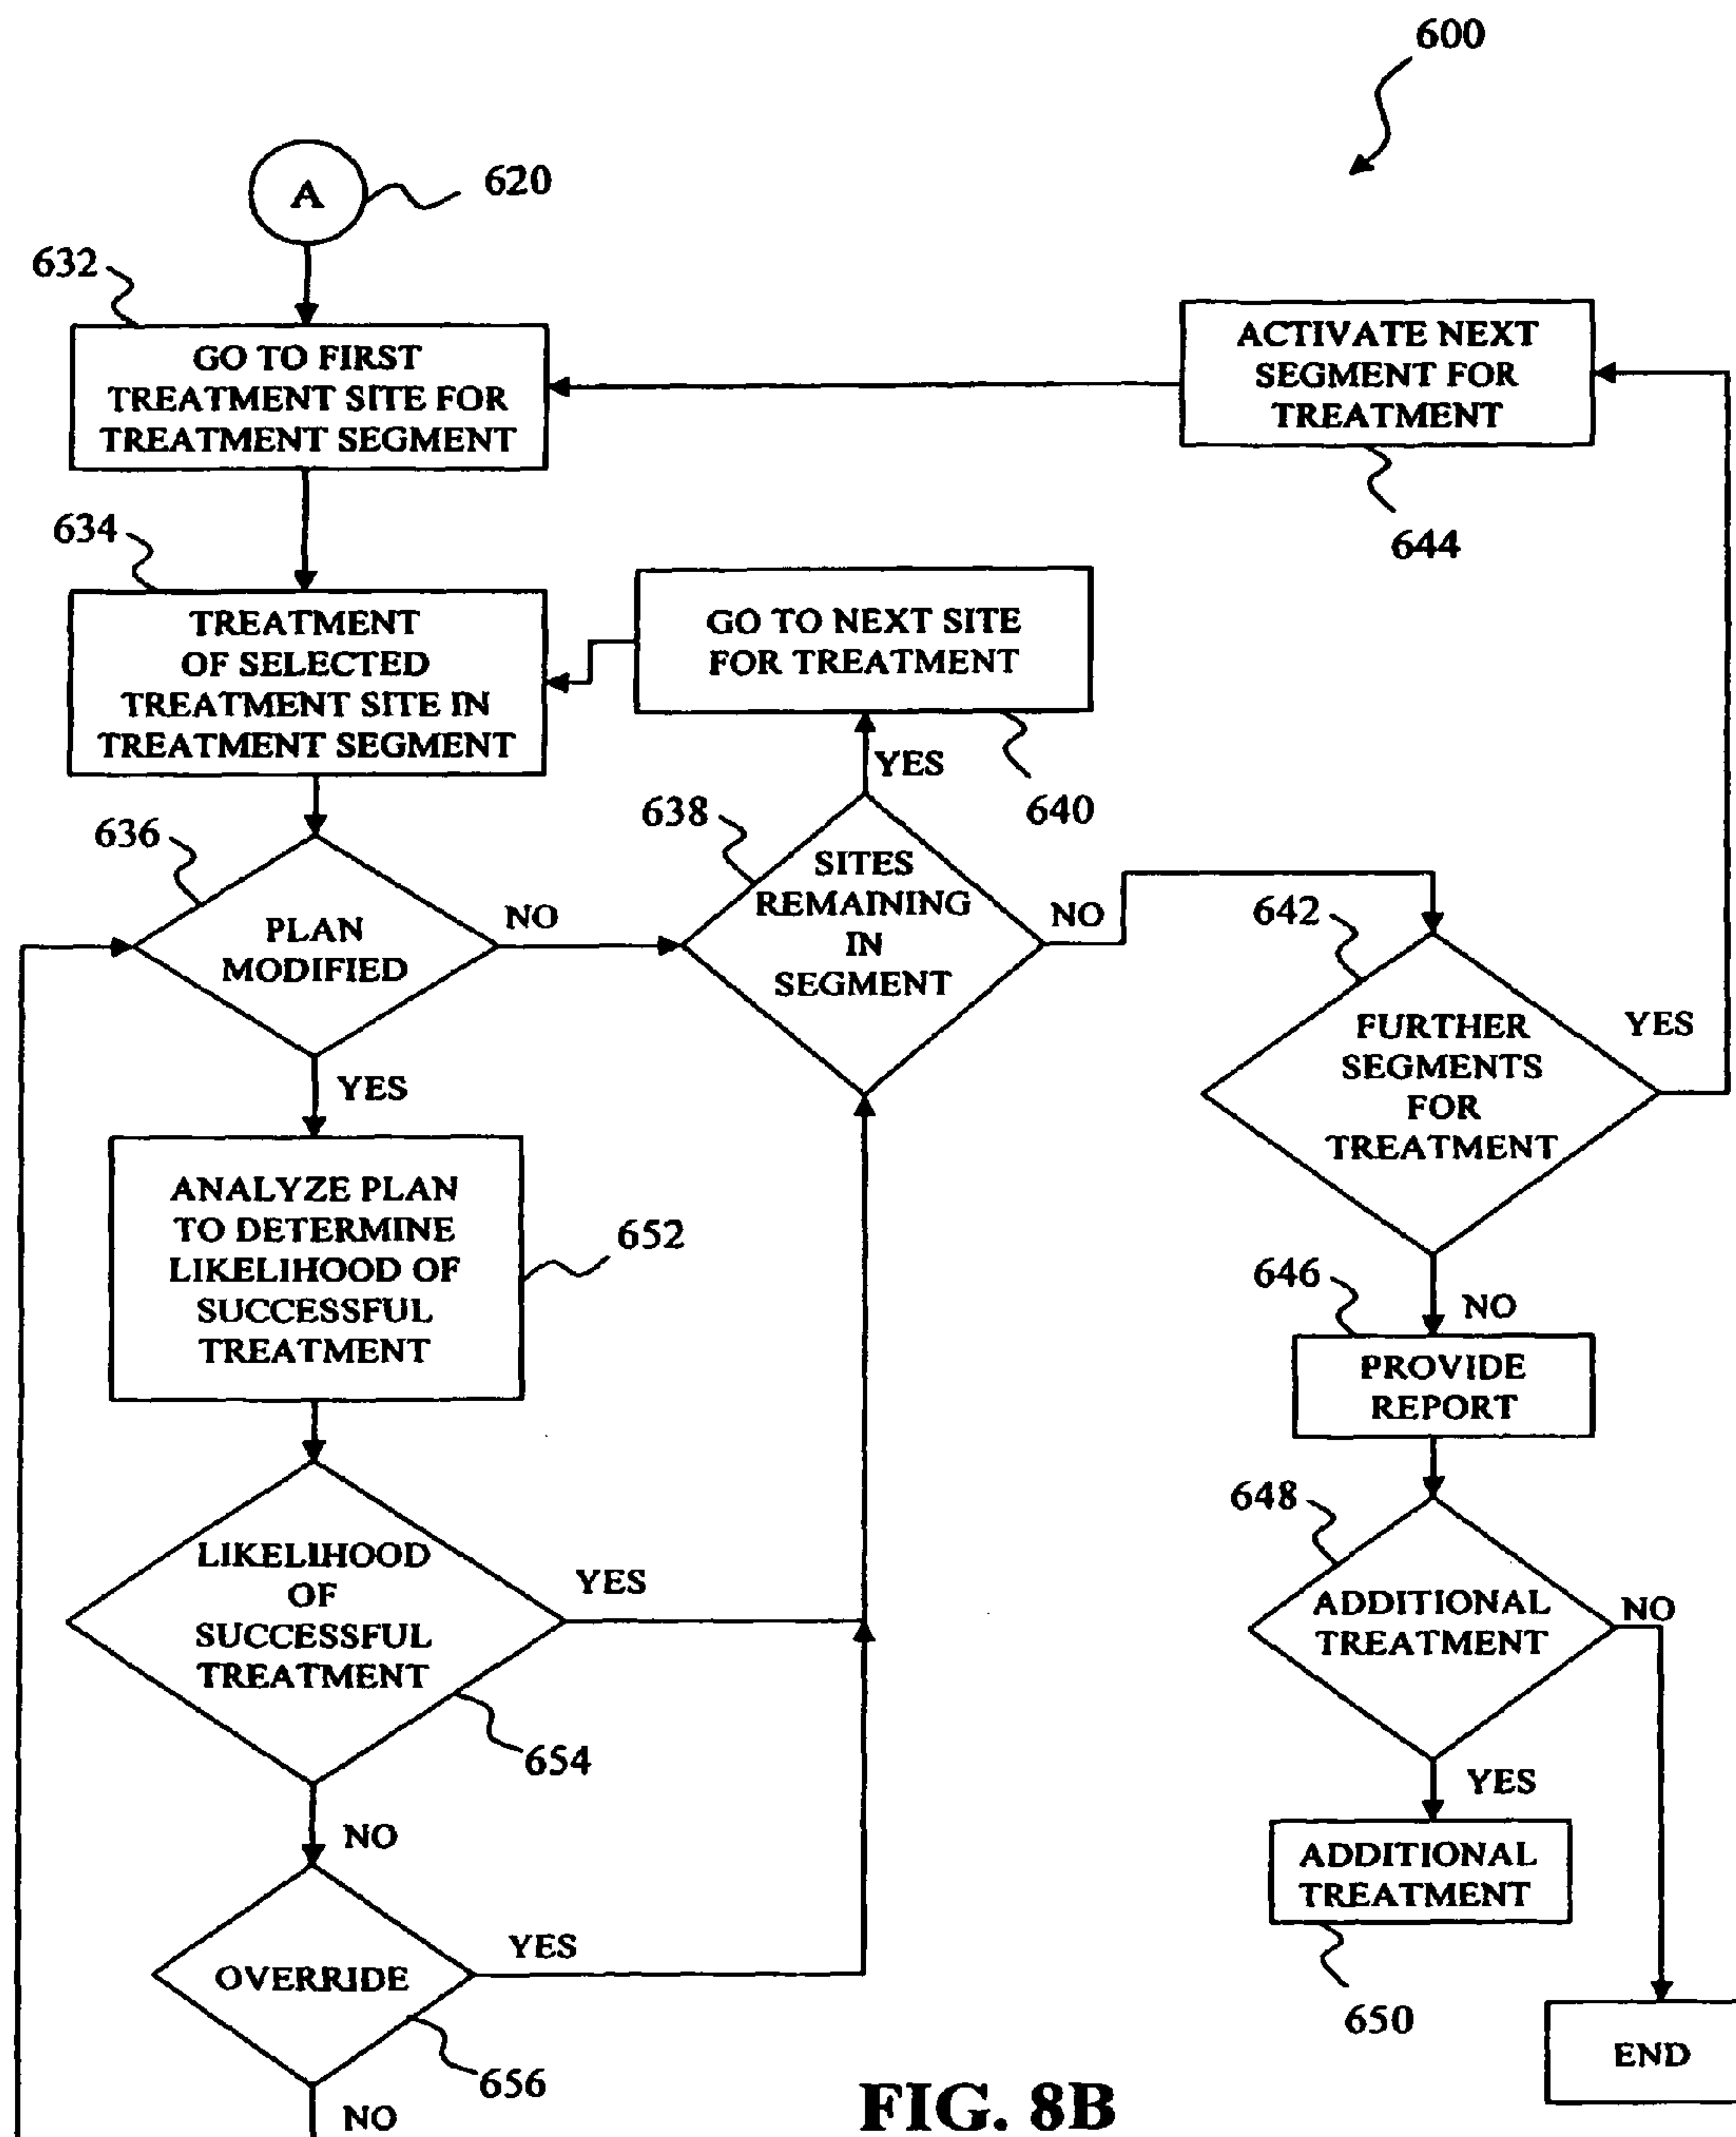 600
A
620
632
GO TO FIRST
TREATMENT SITE FOR
TREATMENT SEGMENT
ACTIVATE NEXT
SEGMENT FOR
TREATMENT
644
634
TREATMENT
OF SELECTED
TREATMENT SITE IN
TREATMENT SEGMENT
GO TO NEXT SITE
FOR TREATMENT
640
YES
636
PLAN
MODIFIED
NO
YES
638
SITES
REMAINING
IN
SEGMENT
NO
642
FURTHER
SEGMENTS
FOR
TREATMENT
YES
NO
ANALYZE PLAN
TO DETERMINE
LIKELIHOOD OF
SUCCESSFUL
TREATMENT
652
646
PROVIDE
REPORT
LIKELIHOOD
OF
SUCCESSFUL
TREATMENT
YES
654
NO
648
ADDITIONAL
TREATMENT
NO
YES
ADDITIONAL
TREATMENT
650
OVERRIDE
YES
656
NO
END
FIG. 8B